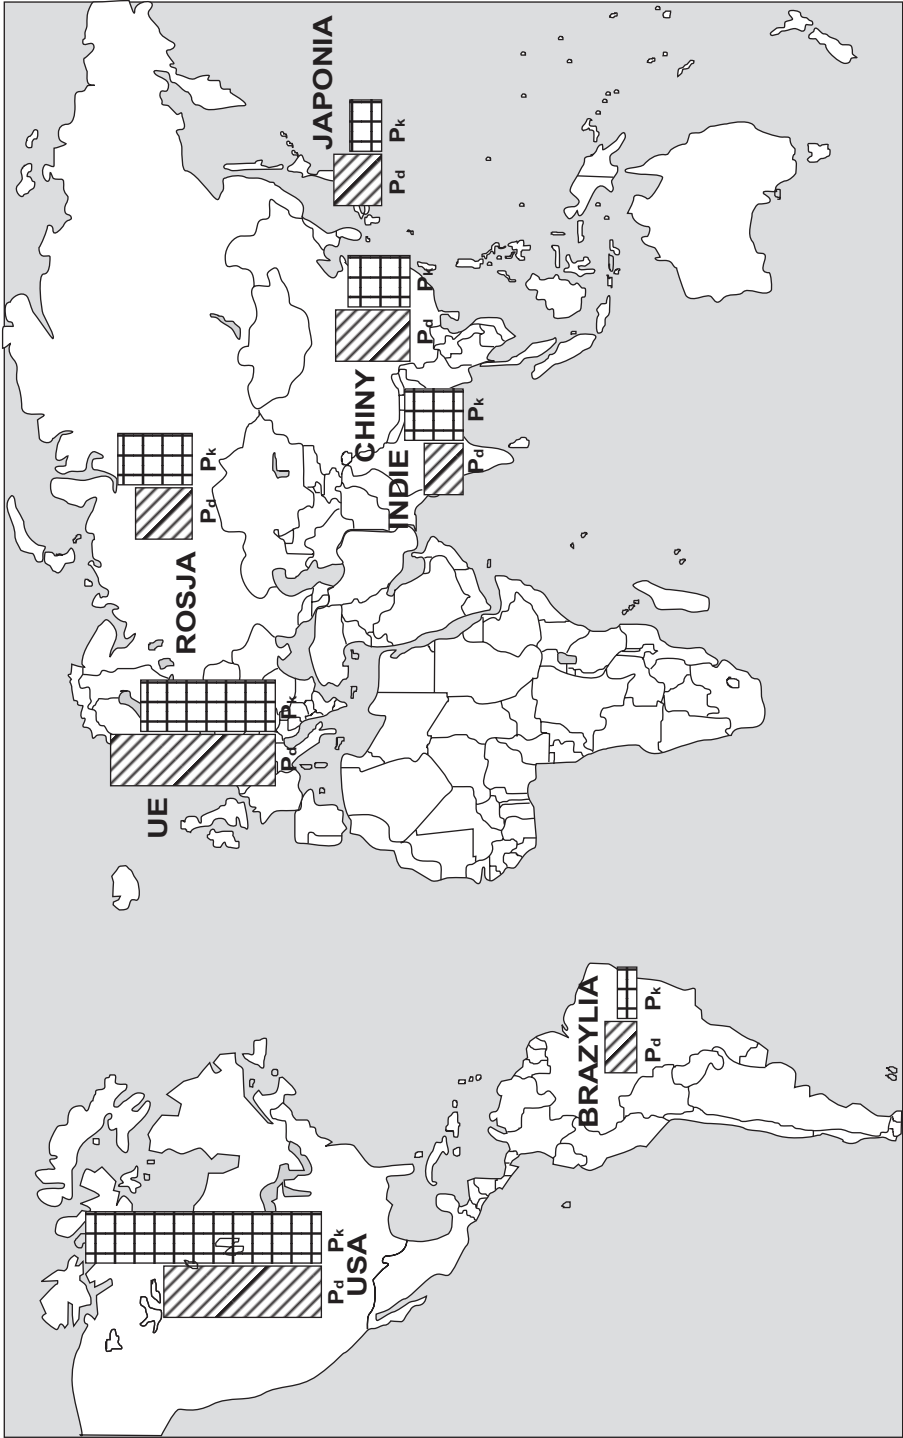 USA
Pd Pk
BRAZYLIA
Pd Pk
UE
Pd Pk
ROSJA
Pd Pk
INDIE
Pd Pk
CHINY
Pd Pk
JAPONIA
Pd Pk